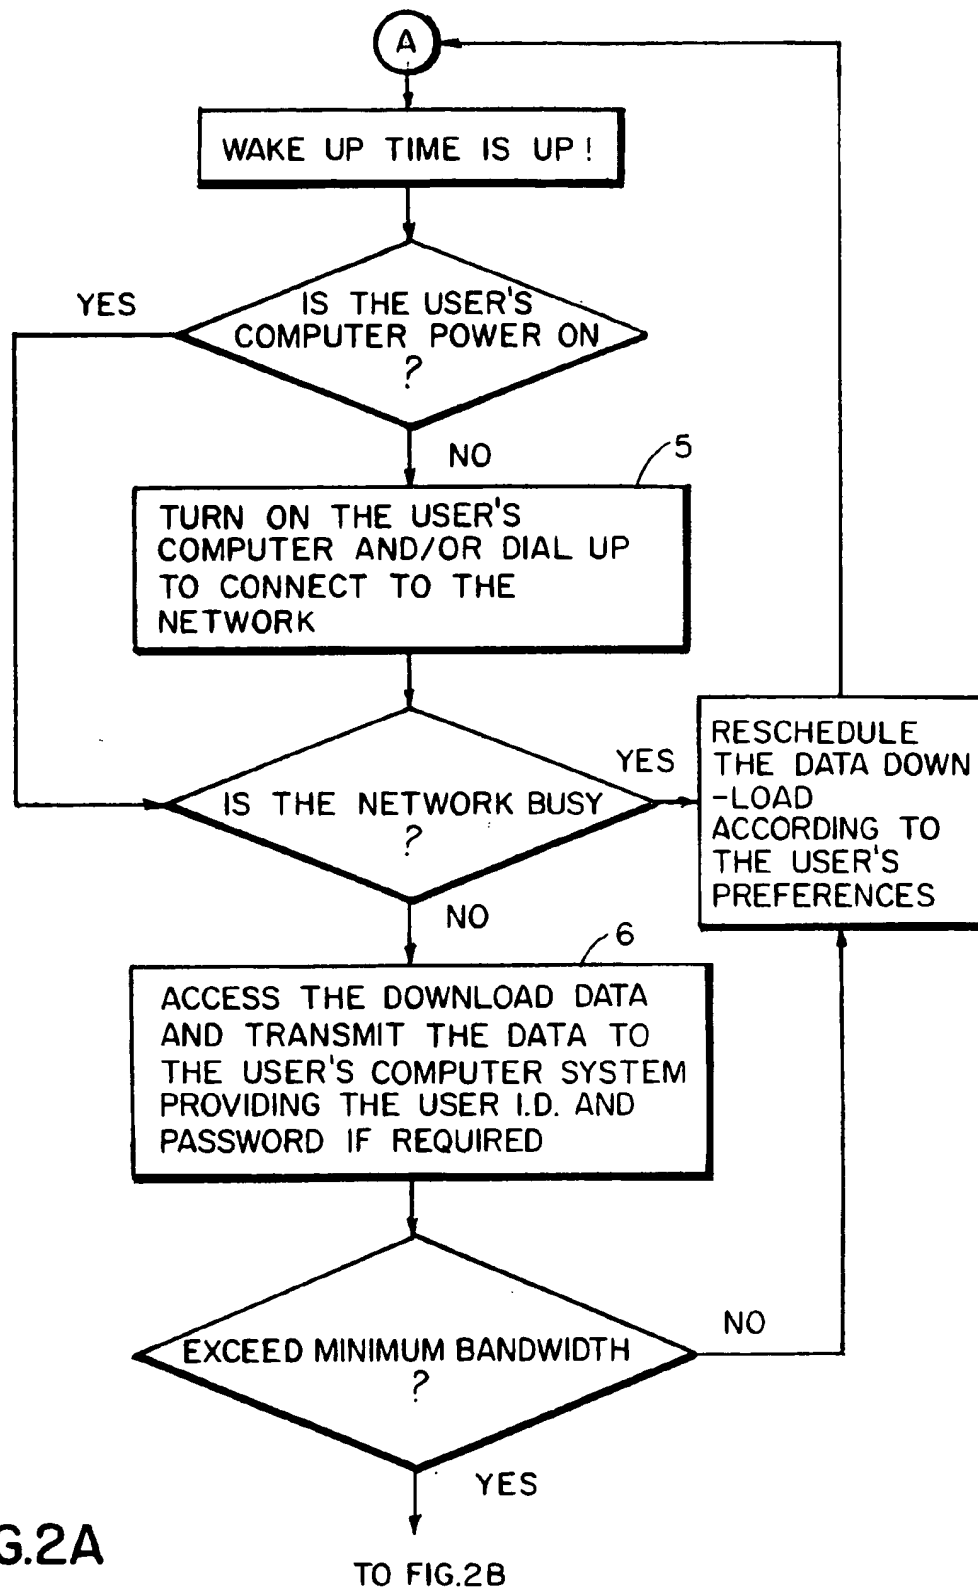 A
WAKE UP TIME IS UP!
YES
IS THE USER'S
COMPUTER POWER ON
?
NO
5
TURN ON THE USER'S
COMPUTER AND/OR DIAL UP
TO CONNECT TO THE
NETWORK
IS THE NETWORK BUSY
?
YES
RESCHEDULE
THE DATA DOWN
-LOAD
ACCORDING TO
THE USER'S
PREFERENCES
NO
6
ACCESS THE DOWNLOAD DATA
AND TRANSMIT THE DATA TO
THE USER'S COMPUTER SYSTEM
PROVIDING THE USER I.D. AND
PASSWORD IF REQUIRED
EXCEED MINIMUM BANDWIDTH
?
NO
YES
G.2A
TO FIG.2B